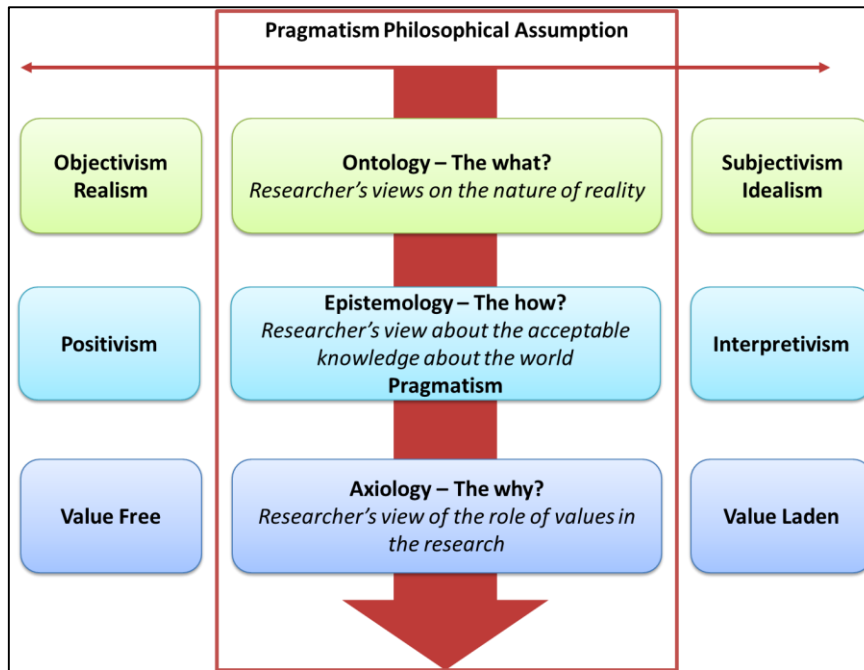 Pragmatism Philosophical Assumption
Objectivism
Realism
Ontology – The what?
Researcher's views on the nature of reality
Subjectivism
Idealism
Positivism
Epistemology – The how?
Researcher's view about the acceptable
knowledge about the world
Pragmatism
Interpretivism
Value Free
Axiology – The why?
Researcher's view of the role of values in
the research
Value Laden